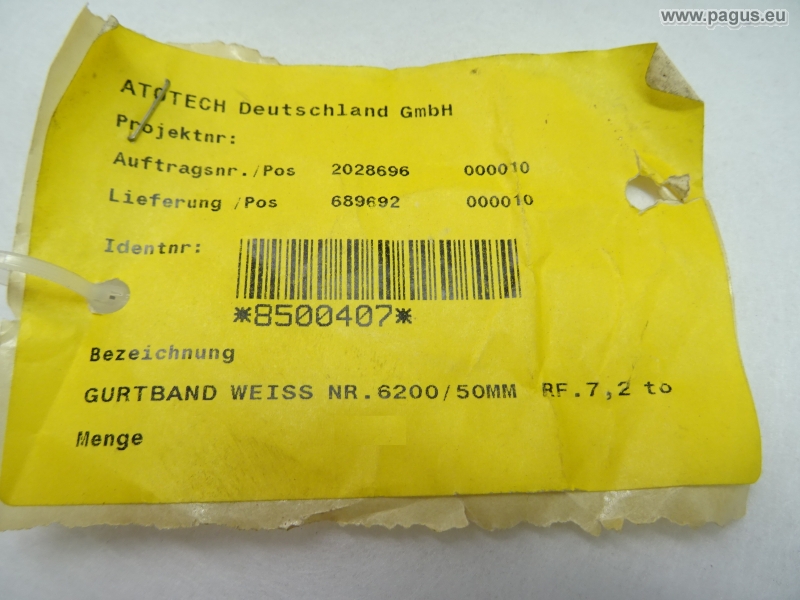 www.pagus.eu
ATOTECH Deutschland GmbH
Projektnr:
Auftragsnr./Pos 2028696 000010
Lieferung /Pos 689692 000010
Identnr:
*8500407*
Bezeichnung
GURTBAND WEISS NR.6200/50MM RF.7,2 to
Menge